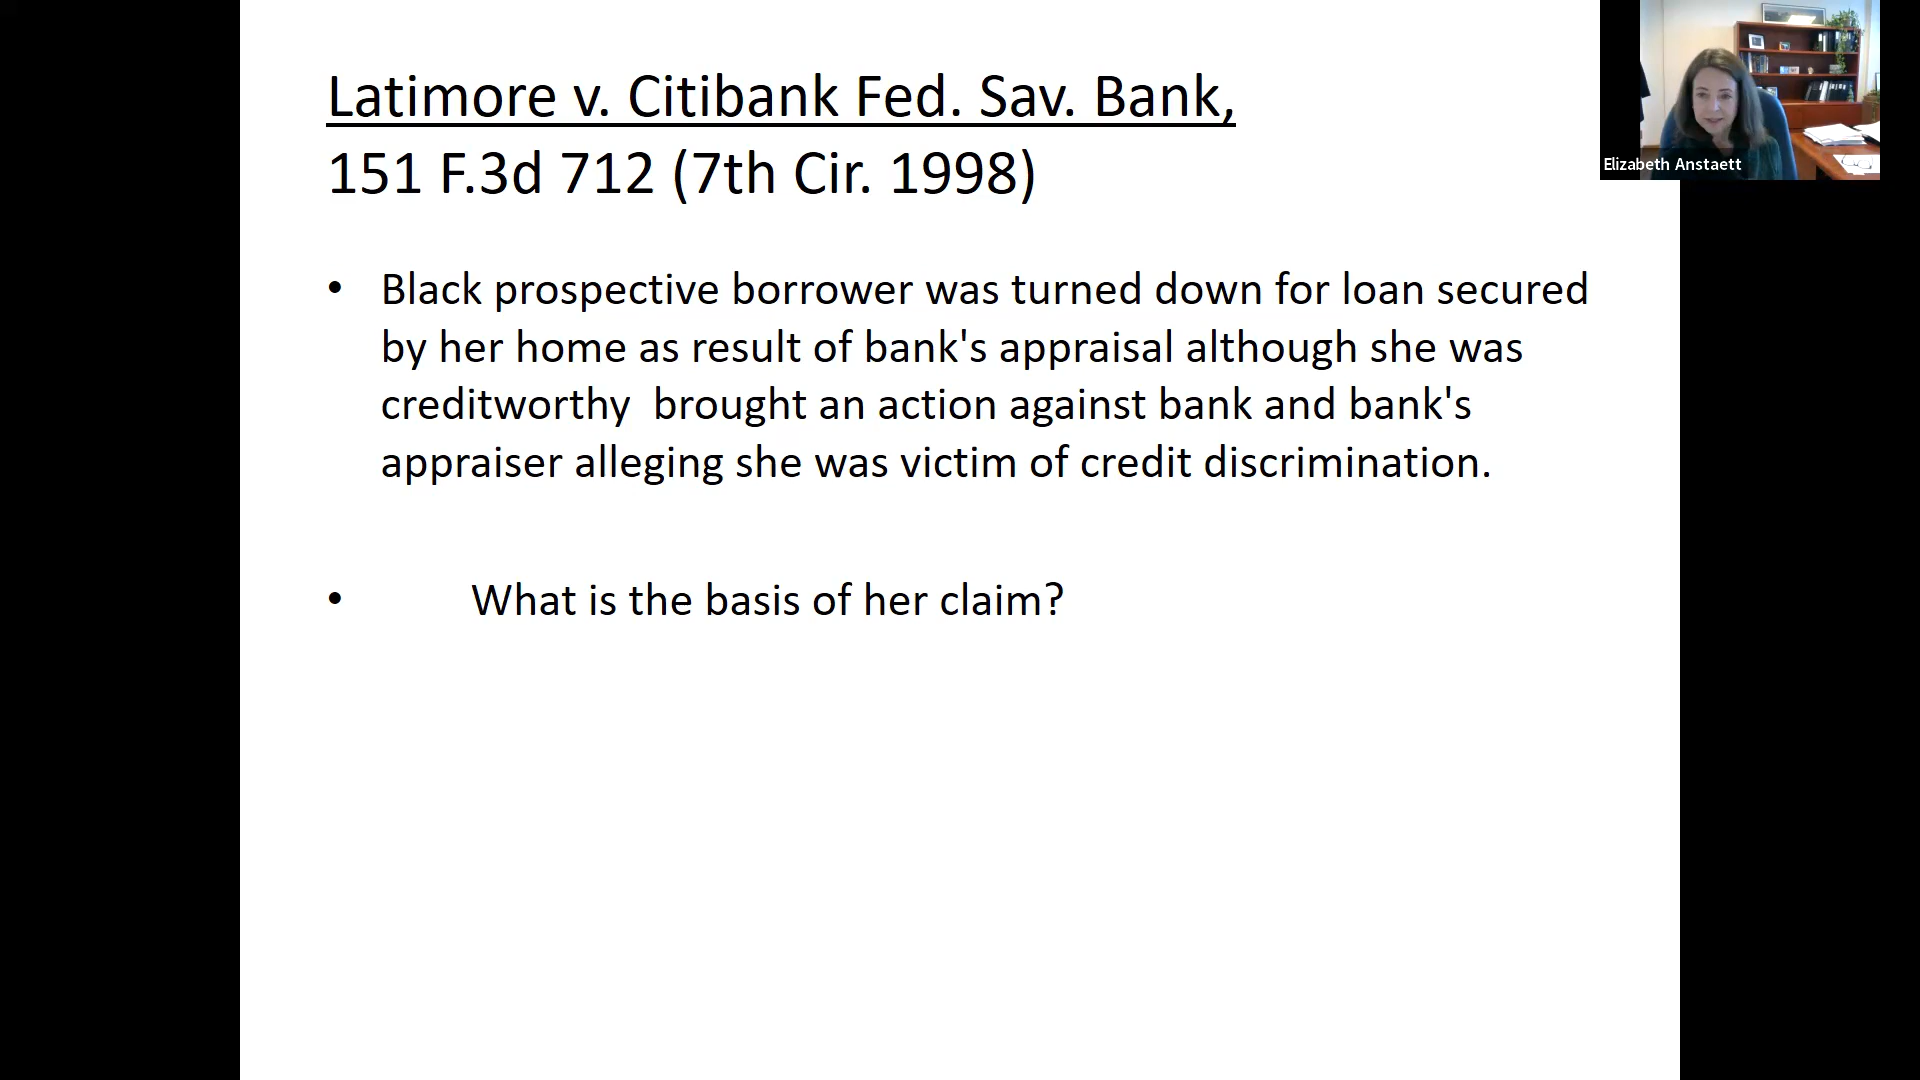 Latimore v. Citibank Fed. Sav. Bank,
151 F.3d 712 (7th Cir. 1998)
• Black prospective borrower was turned down for loan secured
by her home as result of bank's appraisal although she was
creditworthy  brought an action against bank and bank's
appraiser alleging she was victim of credit discrimination.
• What is the basis of her claim?
Elizabeth Anstaett